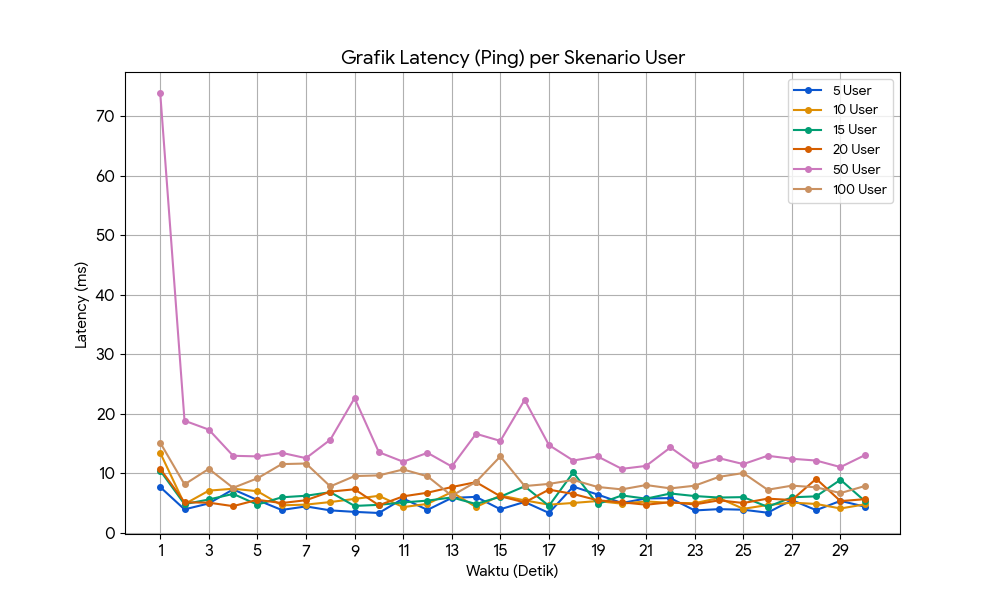 Grafik Latency (Ping) per Skenario User
5 User
10 User
15 User
20 User
50 User
100 User
Latency (ms)
70
60
50
40
30
20
10
0
1 3 5 7 9 11 13 15 17 19 21 23 25 27 29
Waktu (Detik)